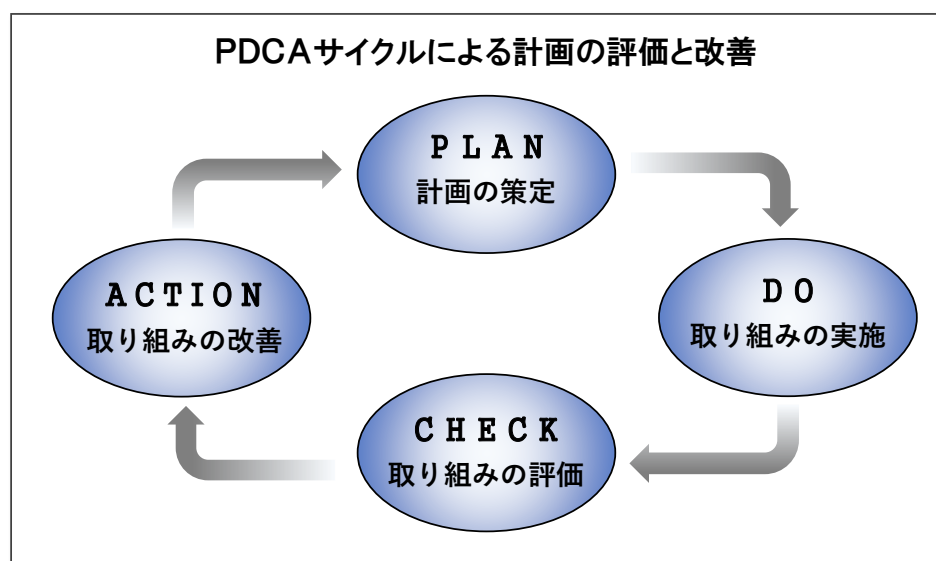 PDCAサイクルによる計画の評価と改善
PLAN
計画の策定
DO
取り組みの実施
CHECK
取り組みの評価
ACTION
取り組みの改善